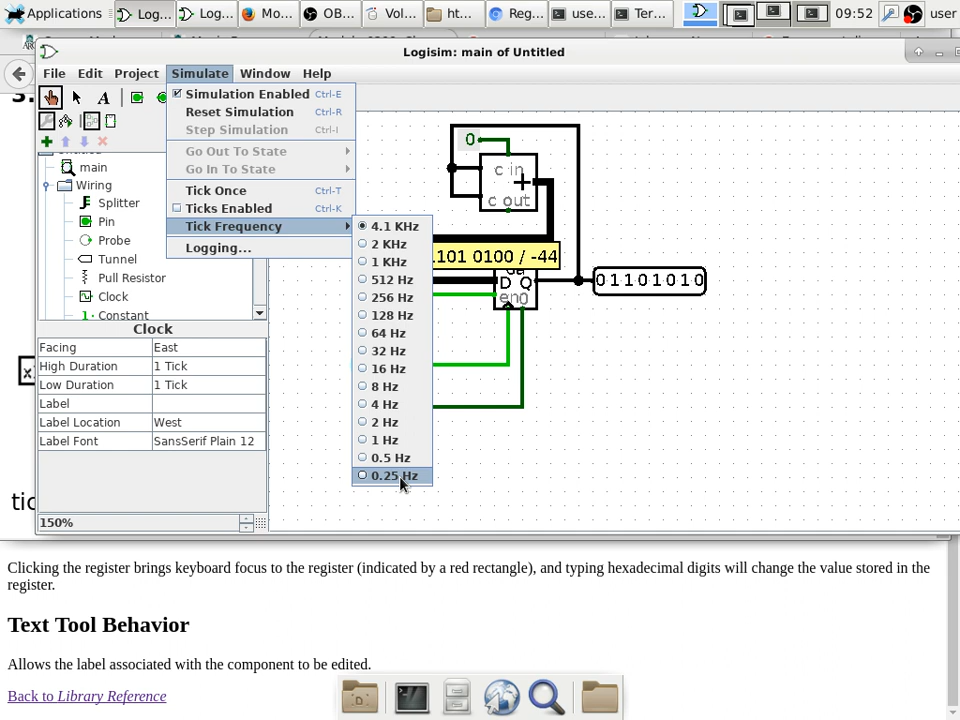 Applications
Log...
Log...
Mo...
OB...
Vol...
ht...
Reg...
use...
Ter...
09:52
user
Logisim: main of Untitled
File Edit Project Simulate Window Help
Simulation Enabled Ctrl-E
Reset Simulation Ctrl-R
Step Simulation Ctrl-I
Go Out To State
Go In To State
Tick Once Ctrl-T
Ticks Enabled Ctrl-K
Tick Frequency
Logging...
4.1 KHz
2 KHz
1 KHz
512 Hz
256 Hz
128 Hz
64 Hz
32 Hz
16 Hz
8 Hz
4 Hz
2 Hz
1 Hz
0.5 Hz
0.25 Hz
A
main
Wiring
Splitter
Pin
Probe
Tunnel
Pull Resistor
Clock
Constant
Clock
Facing East
High Duration 1 Tick
Low Duration 1 Tick
Label
Label Location West
Label Font SansSerif Plain 12
150%
0
c in
+
c out
1101 0100 / -44
D Q
en0
01101010
x
tic
Clicking the register brings keyboard focus to the register (indicated by a red rectangle), and typing hexadecimal digits will change the value stored in the
register.
Text Tool Behavior
Allows the label associated with the component to be edited.
Back to Library Reference